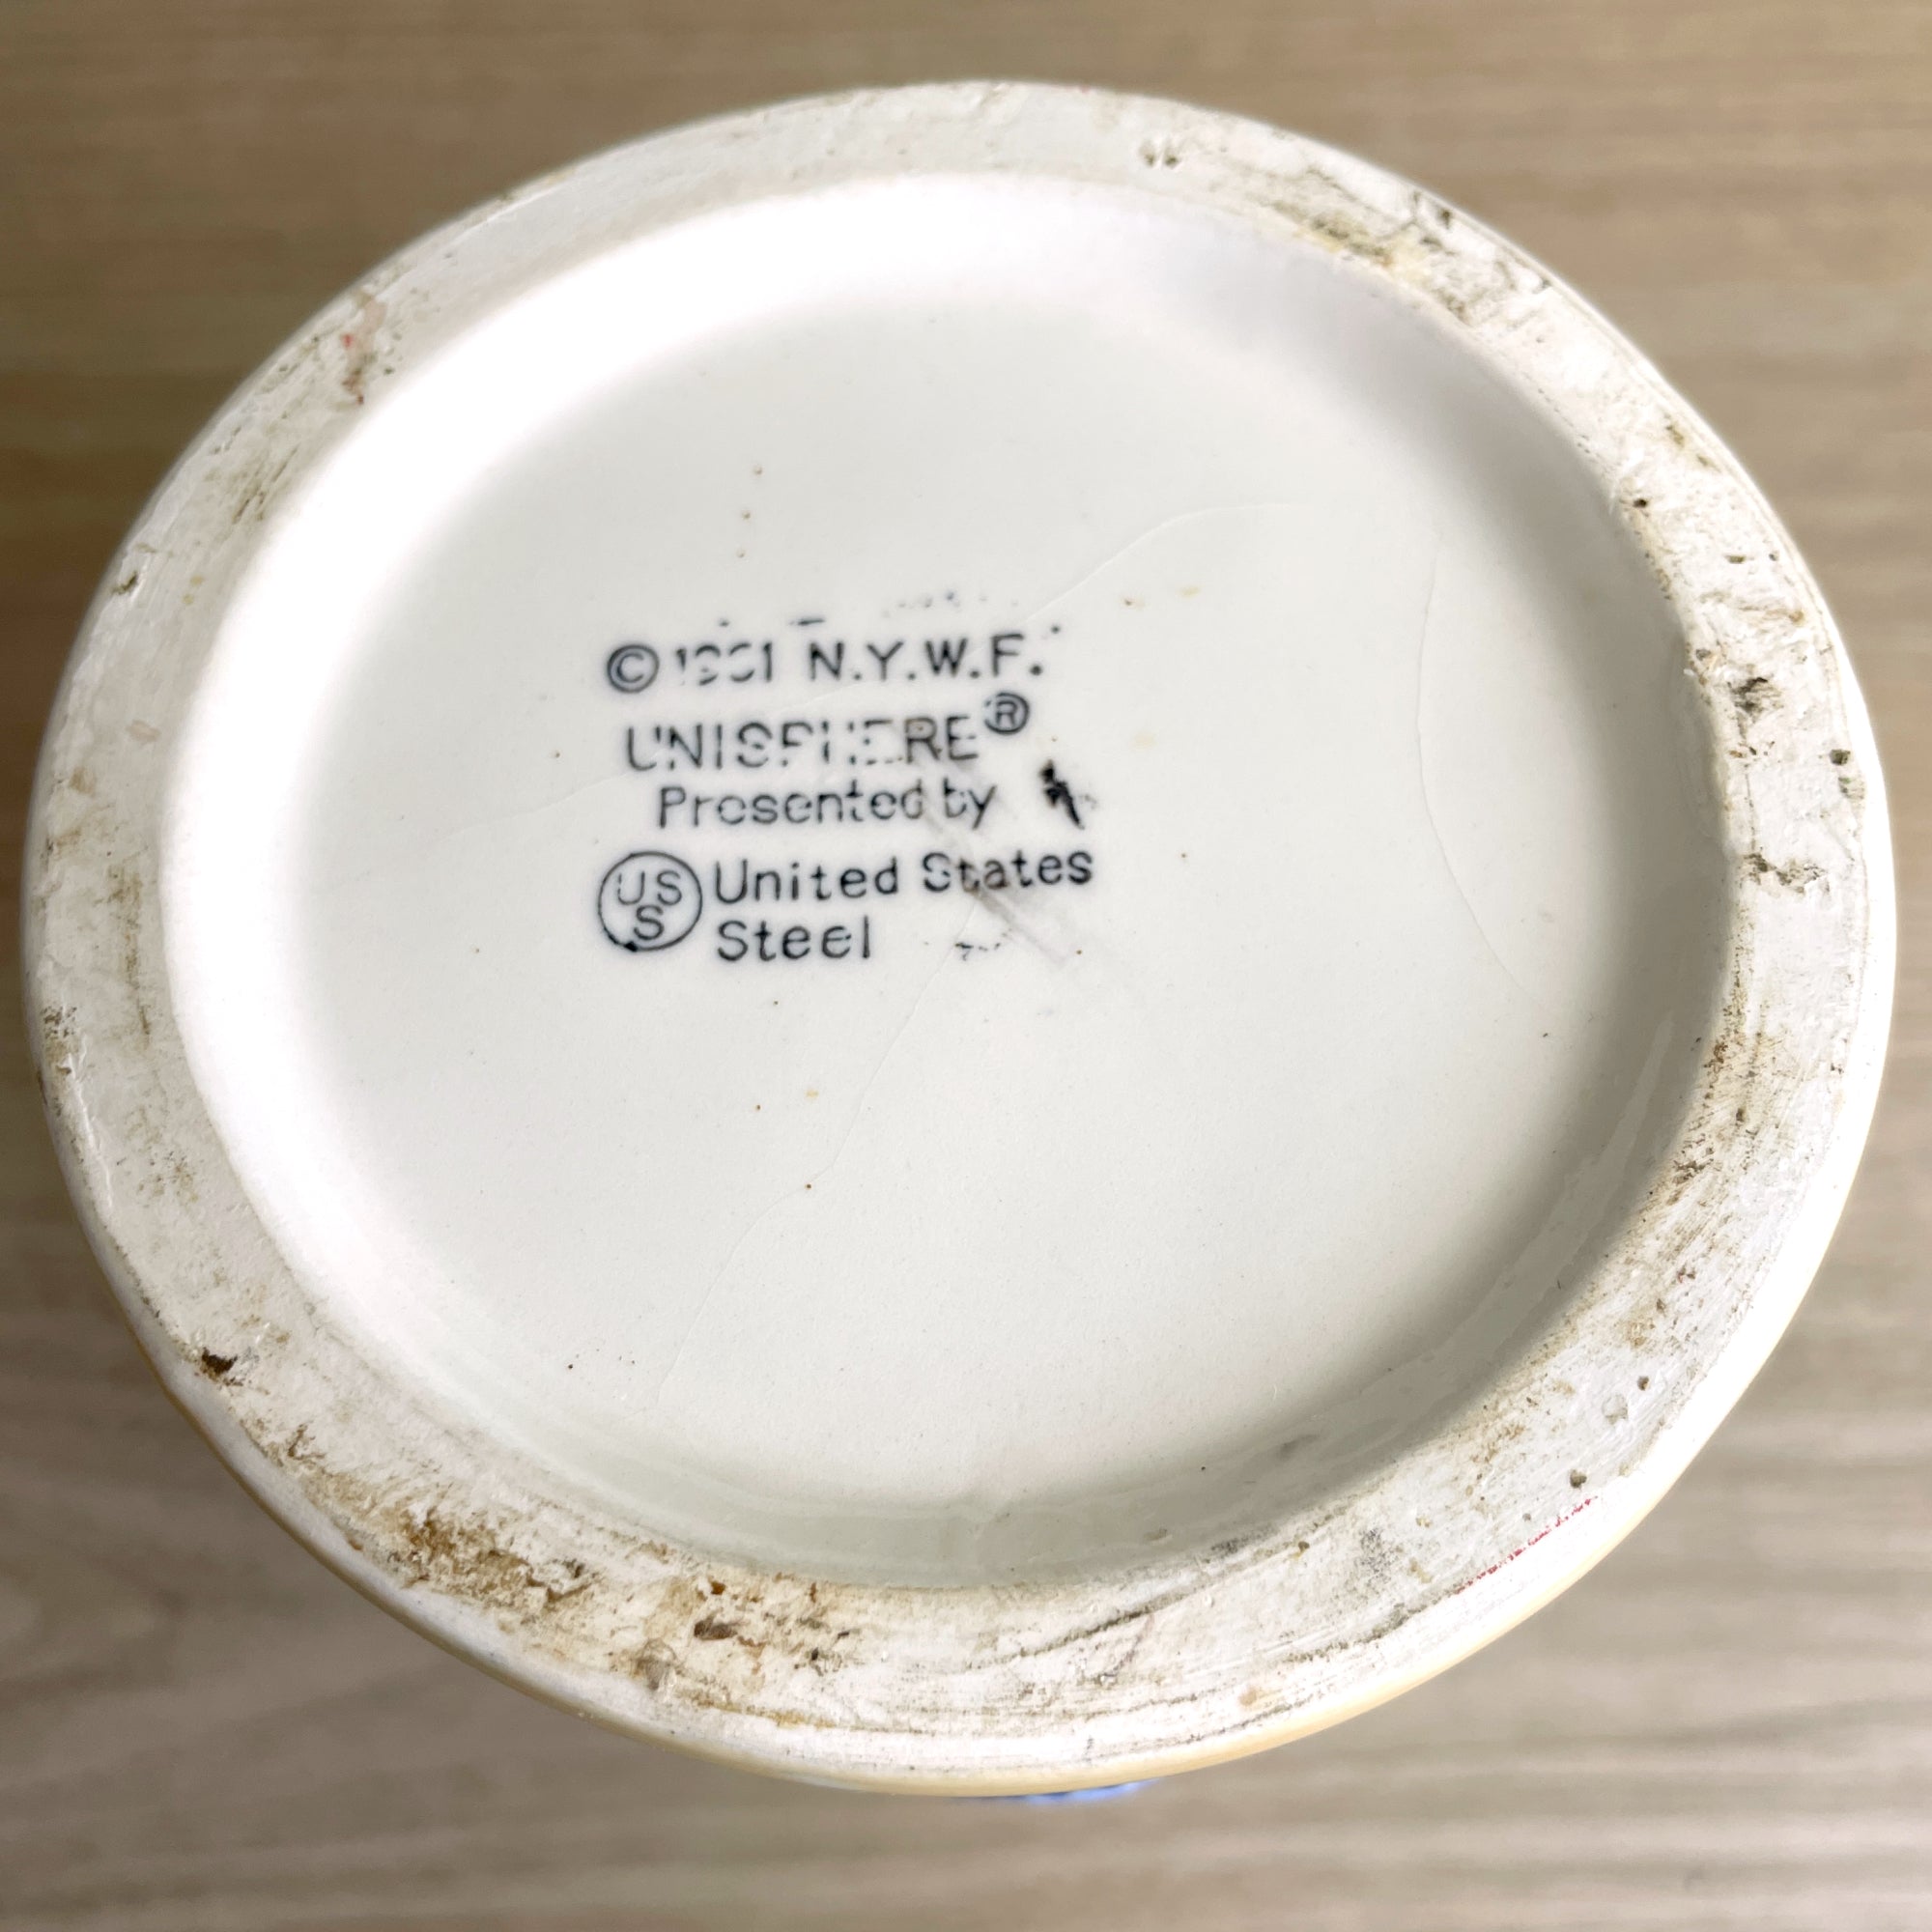 © 1961 N.Y.W.F.
UNISPHERE®
Presented by
USS United States
Steel